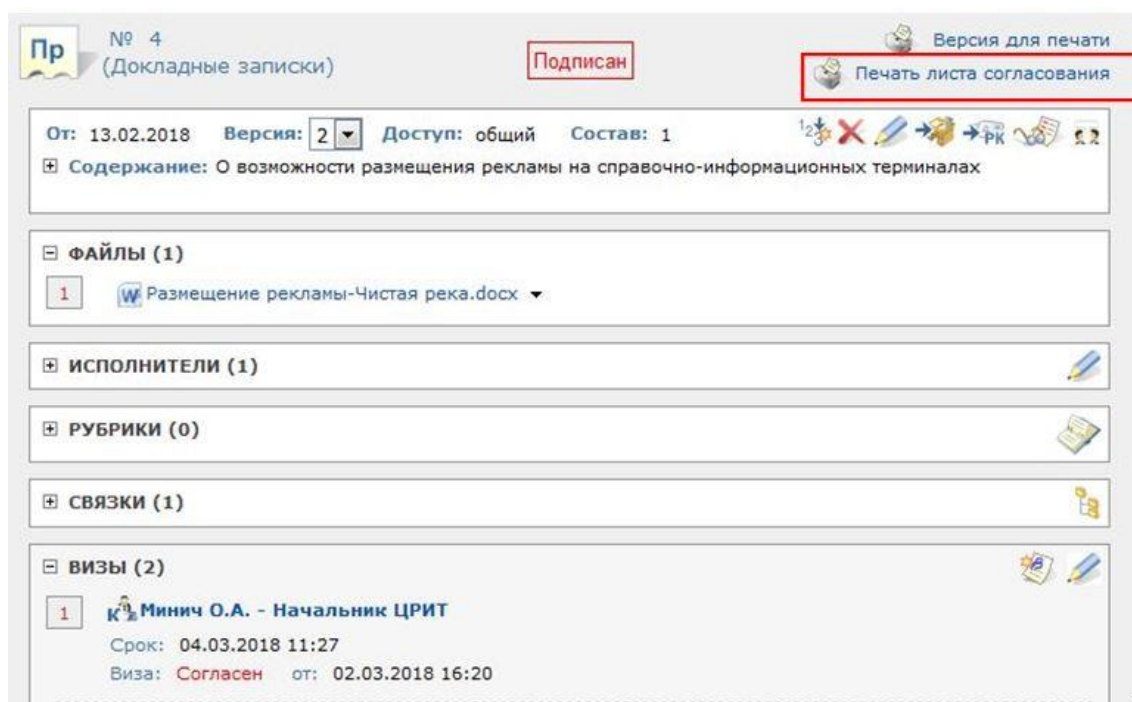 Пр
№ 4
(Докладные записки)
Подписан
Версия для печати
Печать листа согласования
От: 13.02.2018 Версия: 2 Доступ: общий Состав: 1
РК
Содержание: О возможности размещения рекламы на справочно-информационных терминалах
ФАЙЛЫ (1)
1 Размещение рекламы-Чистая река.docx
ИСПОЛНИТЕЛИ (1)
РУБРИКИ (0)
СВЯЗКИ (1)
ВИЗЫ (2)
1 Минич О.А. - Начальник ЦРИТ
Срок: 04.03.2018 11:27
Виза: Согласен от: 02.03.2018 16:20